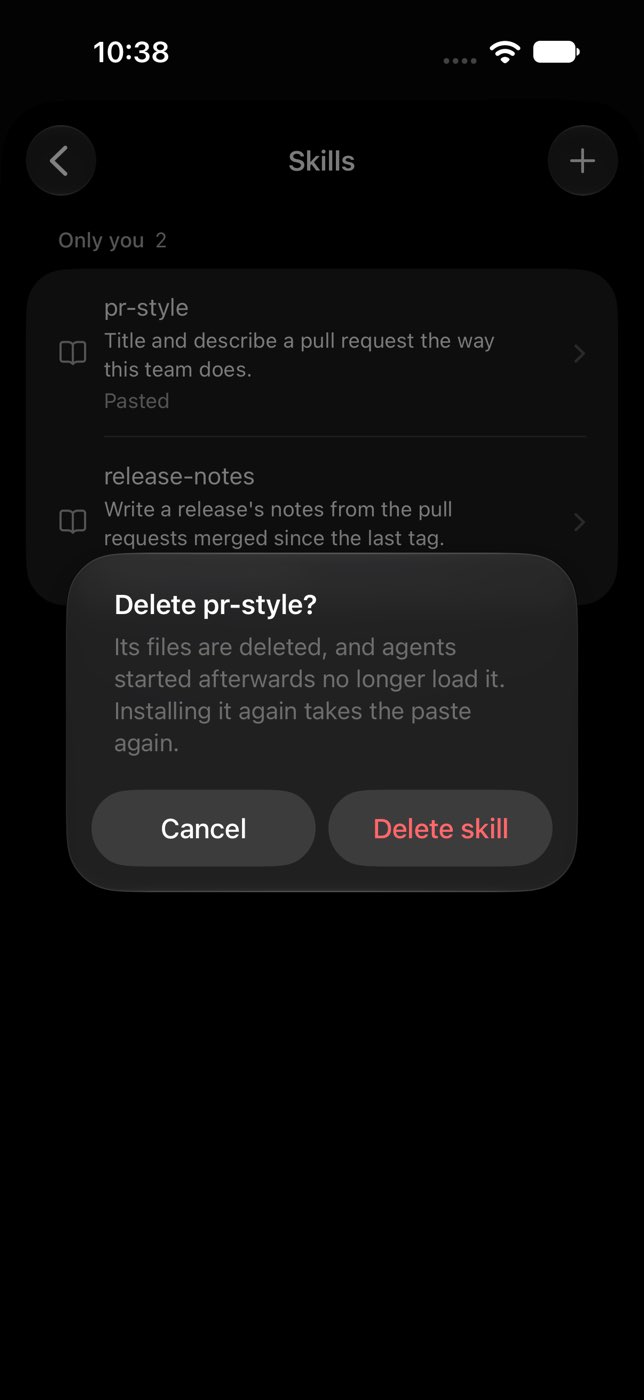 10:38
Skills
Only you 2
pr-style
Title and describe a pull request the way
this team does.
Pasted
release-notes
Write a release's notes from the pull
requests merged since the last tag.
Delete pr-style?
Its files are deleted, and agents
started afterwards no longer load it.
Installing it again takes the paste
again.
Cancel
Delete skill